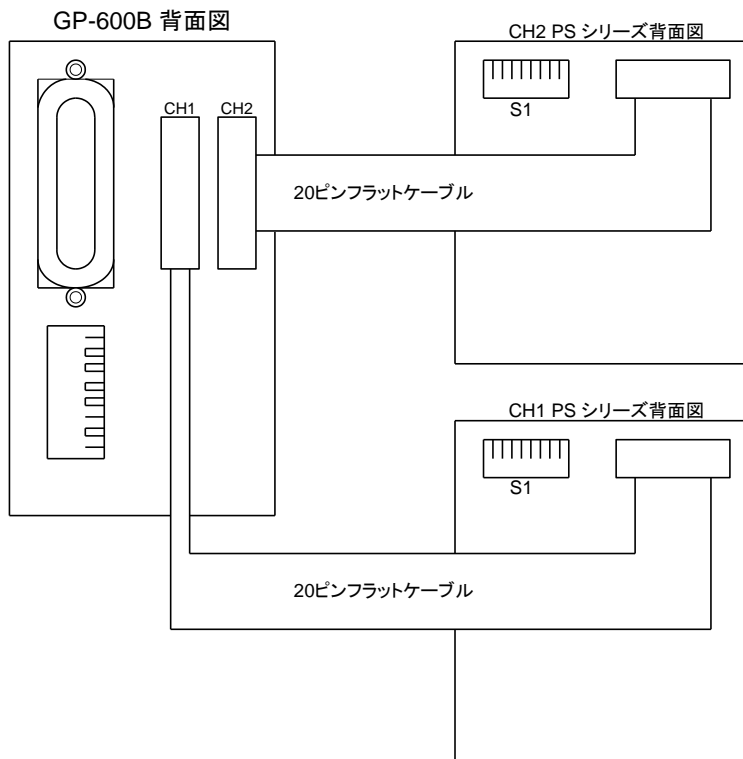 GP-600B 背面図
CH1
CH2
20ピンフラットケーブル
CH2 PS シリーズ背面図
S1
CH1 PS シリーズ背面図
S1
20ピンフラットケーブル